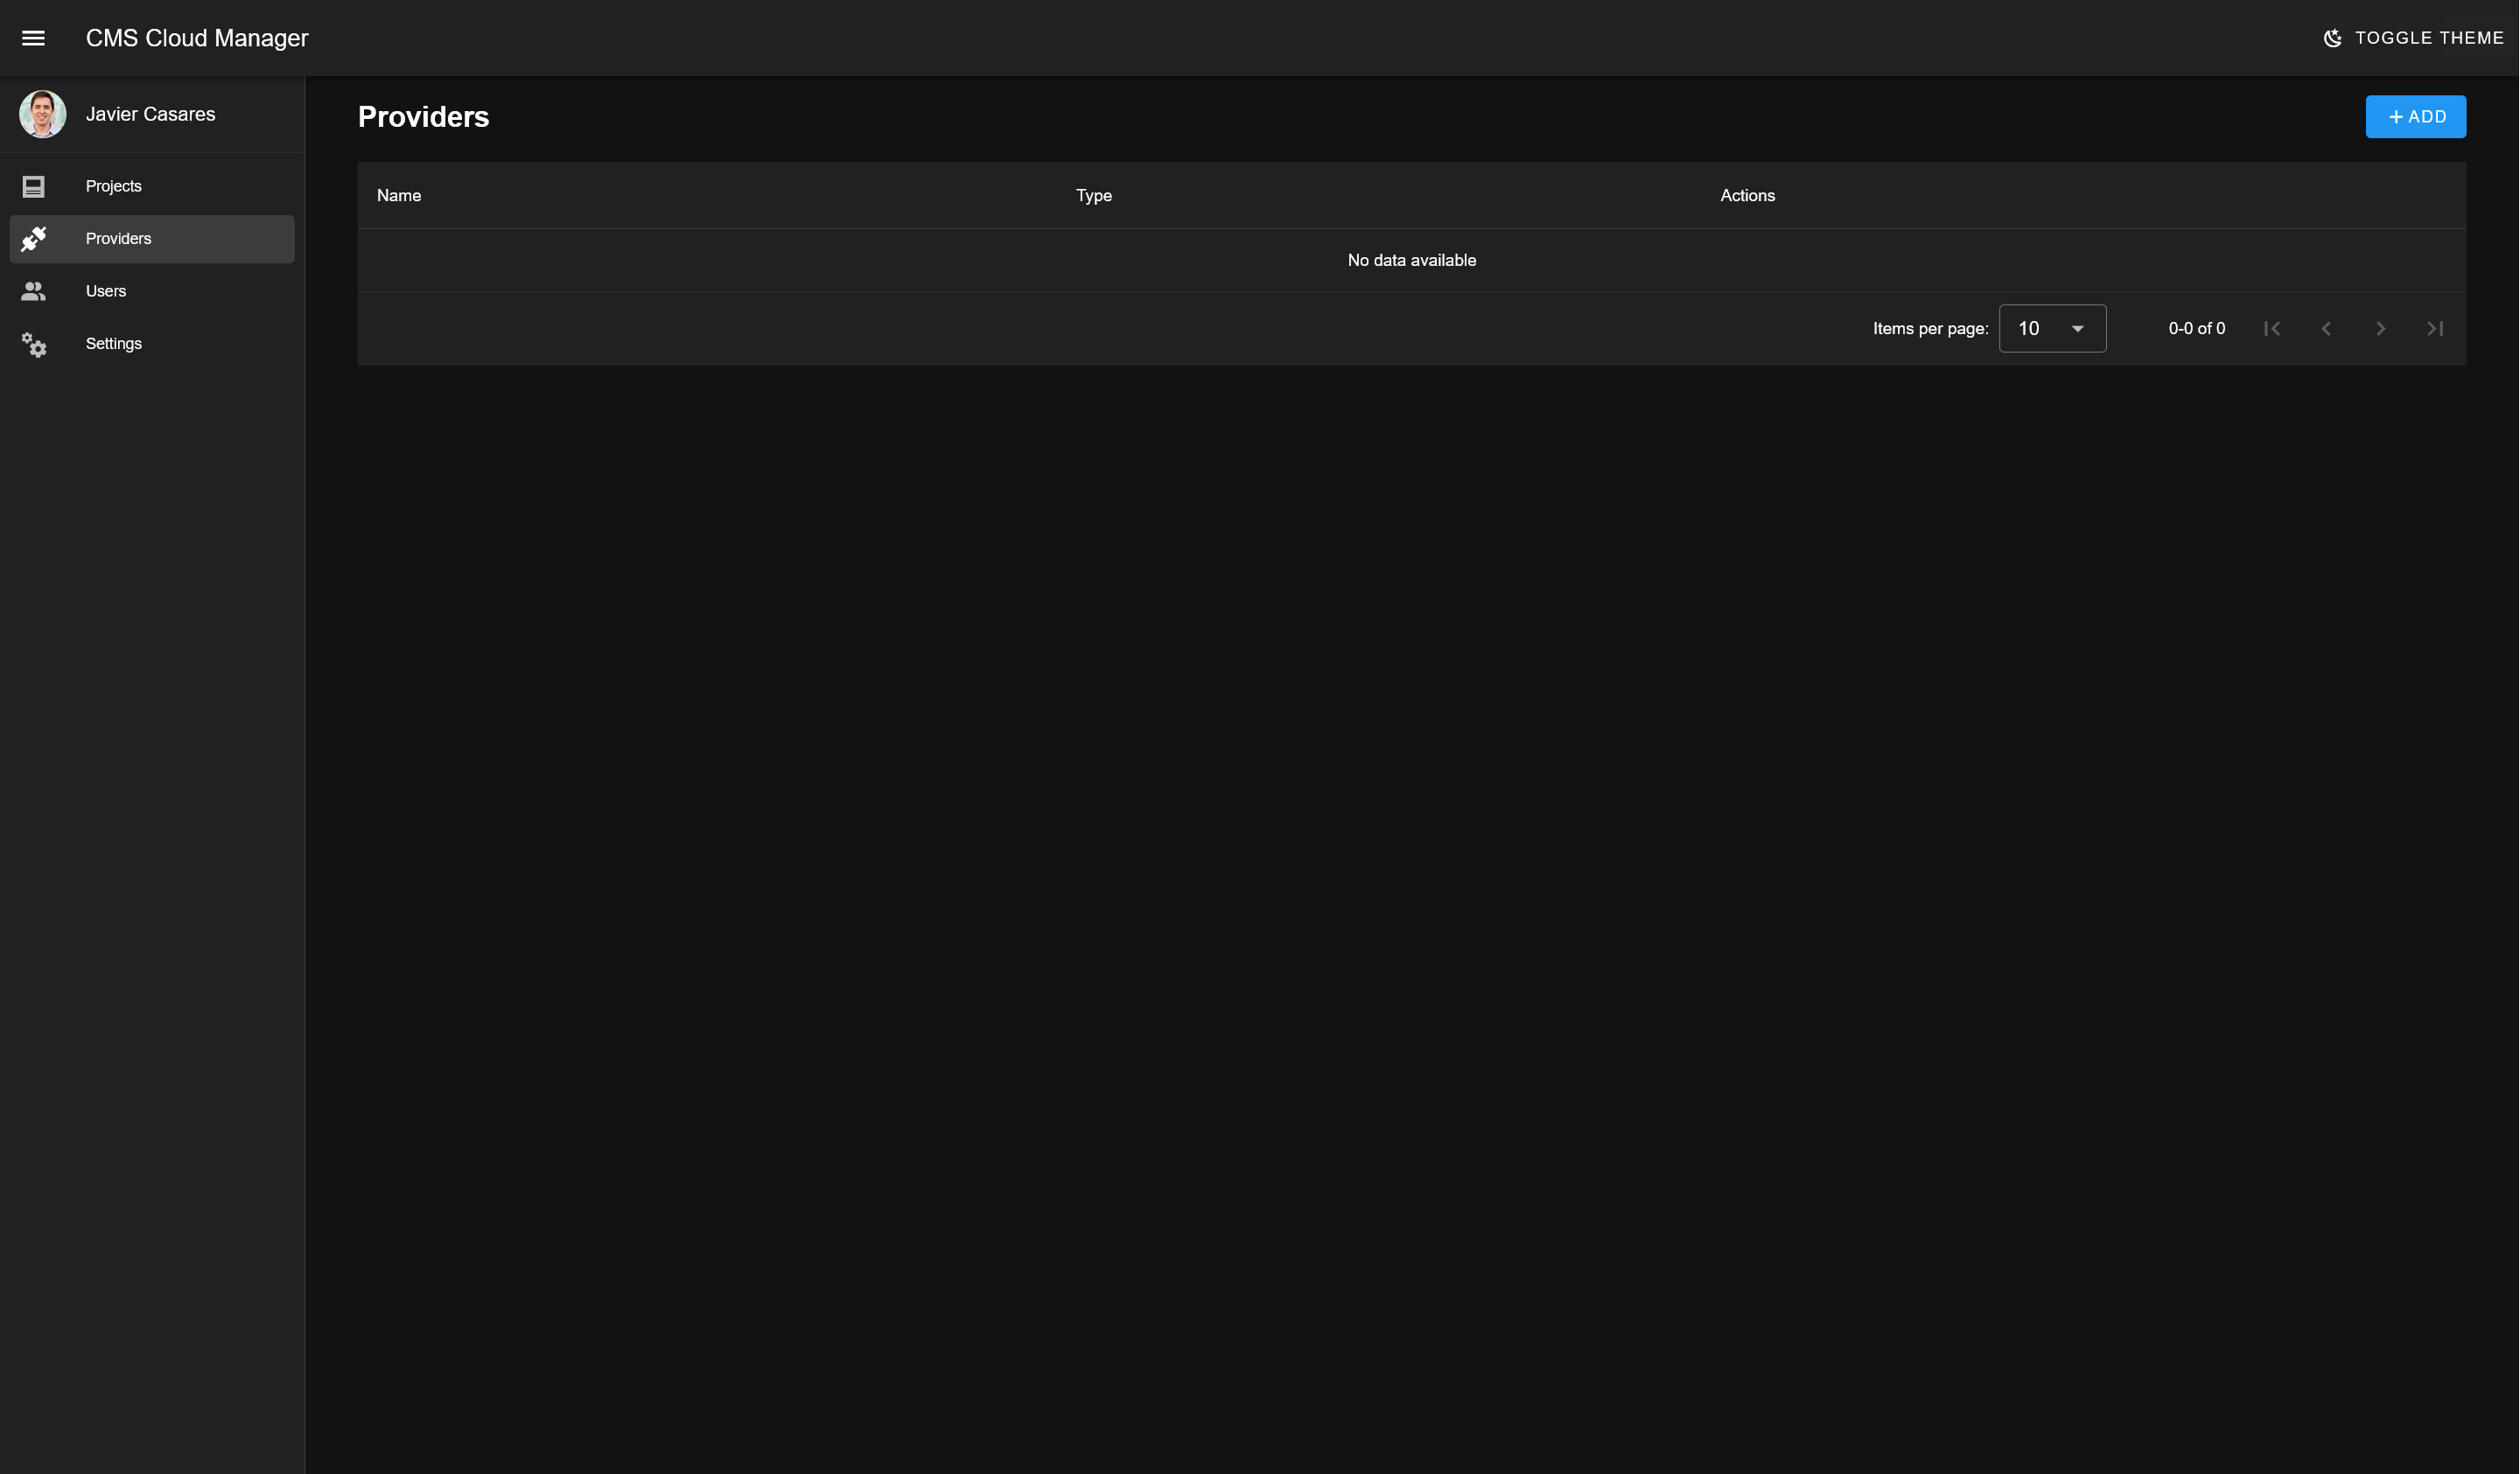 CMS Cloud Manager
TOGGLE THEME
Javier Casares
Projects
Providers
Users
Settings
Providers
+ ADD
Name Type Actions
No data available
Items per page: 10 0-0 of 0